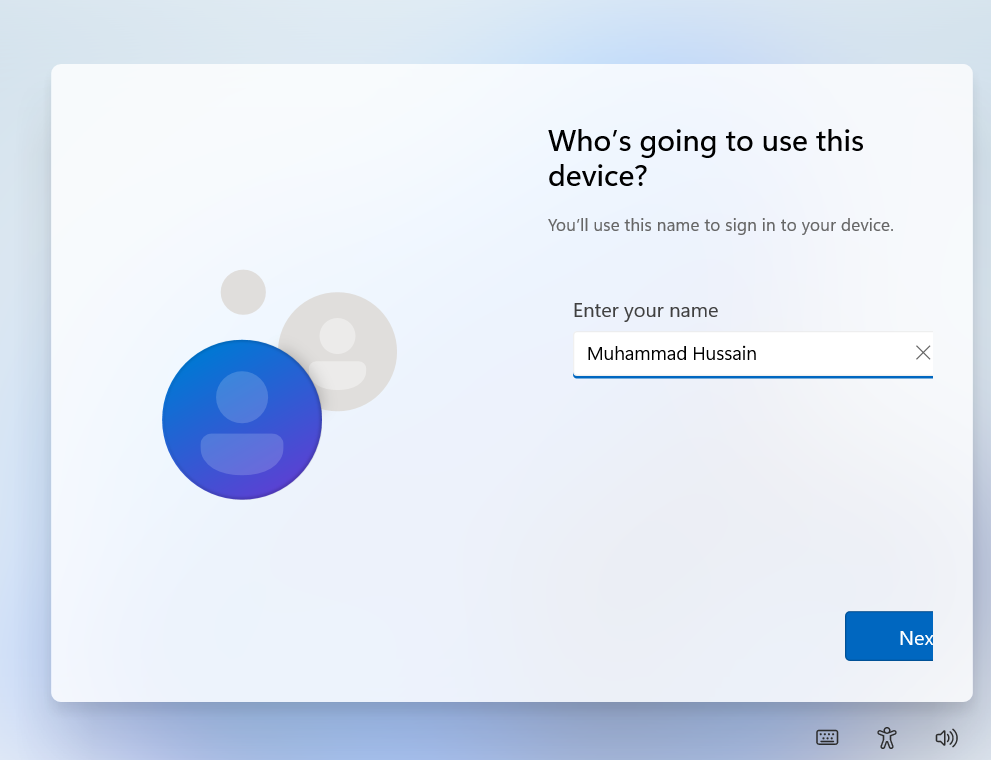 Who's going to use this
device?
You'll use this name to sign in to your device.
Enter your name
Muhammad Hussain
Nex